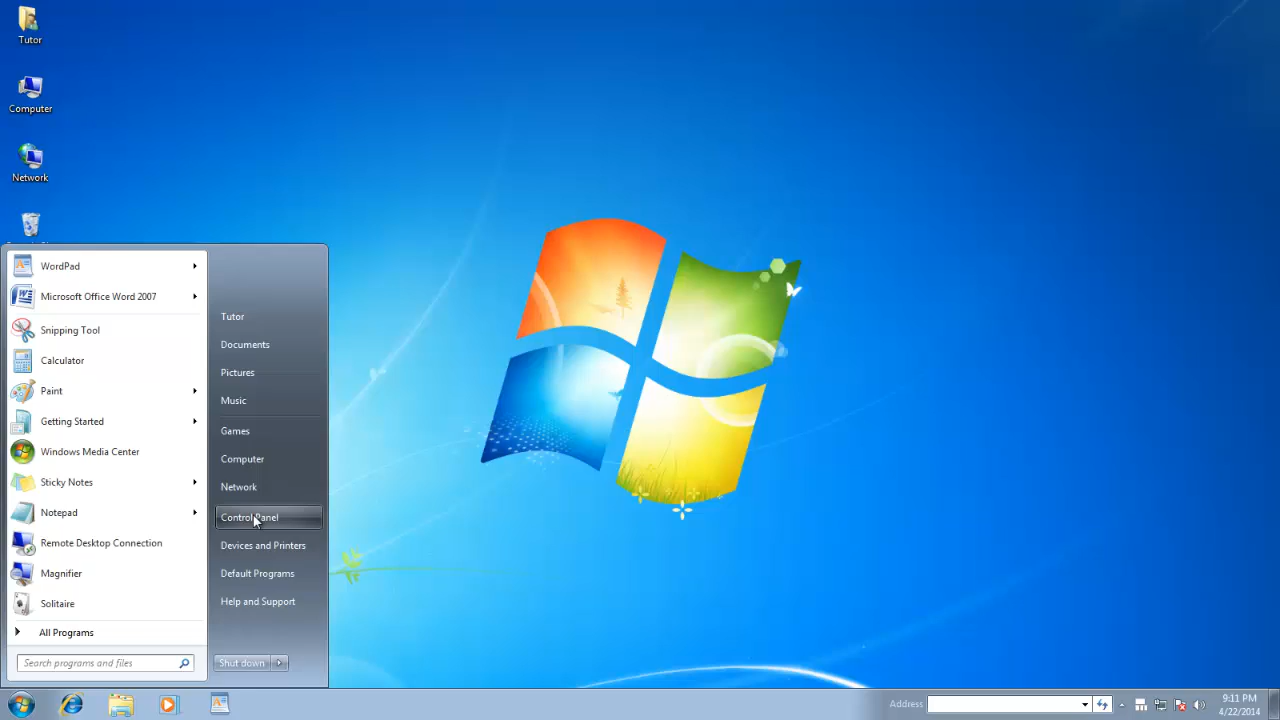 Tutor
Computer
Network
WordPad
Microsoft Office Word 2007
Snipping Tool
Calculator
Paint
Getting Started
Windows Media Center
Sticky Notes
Notepad
Remote Desktop Connection
Magnifier
Solitaire
All Programs
Search programs and files
Tutor
Documents
Pictures
Music
Games
Computer
Network
Control Panel
Devices and Printers
Default Programs
Help and Support
Shut down
Address
9:11 PM
4/22/2014